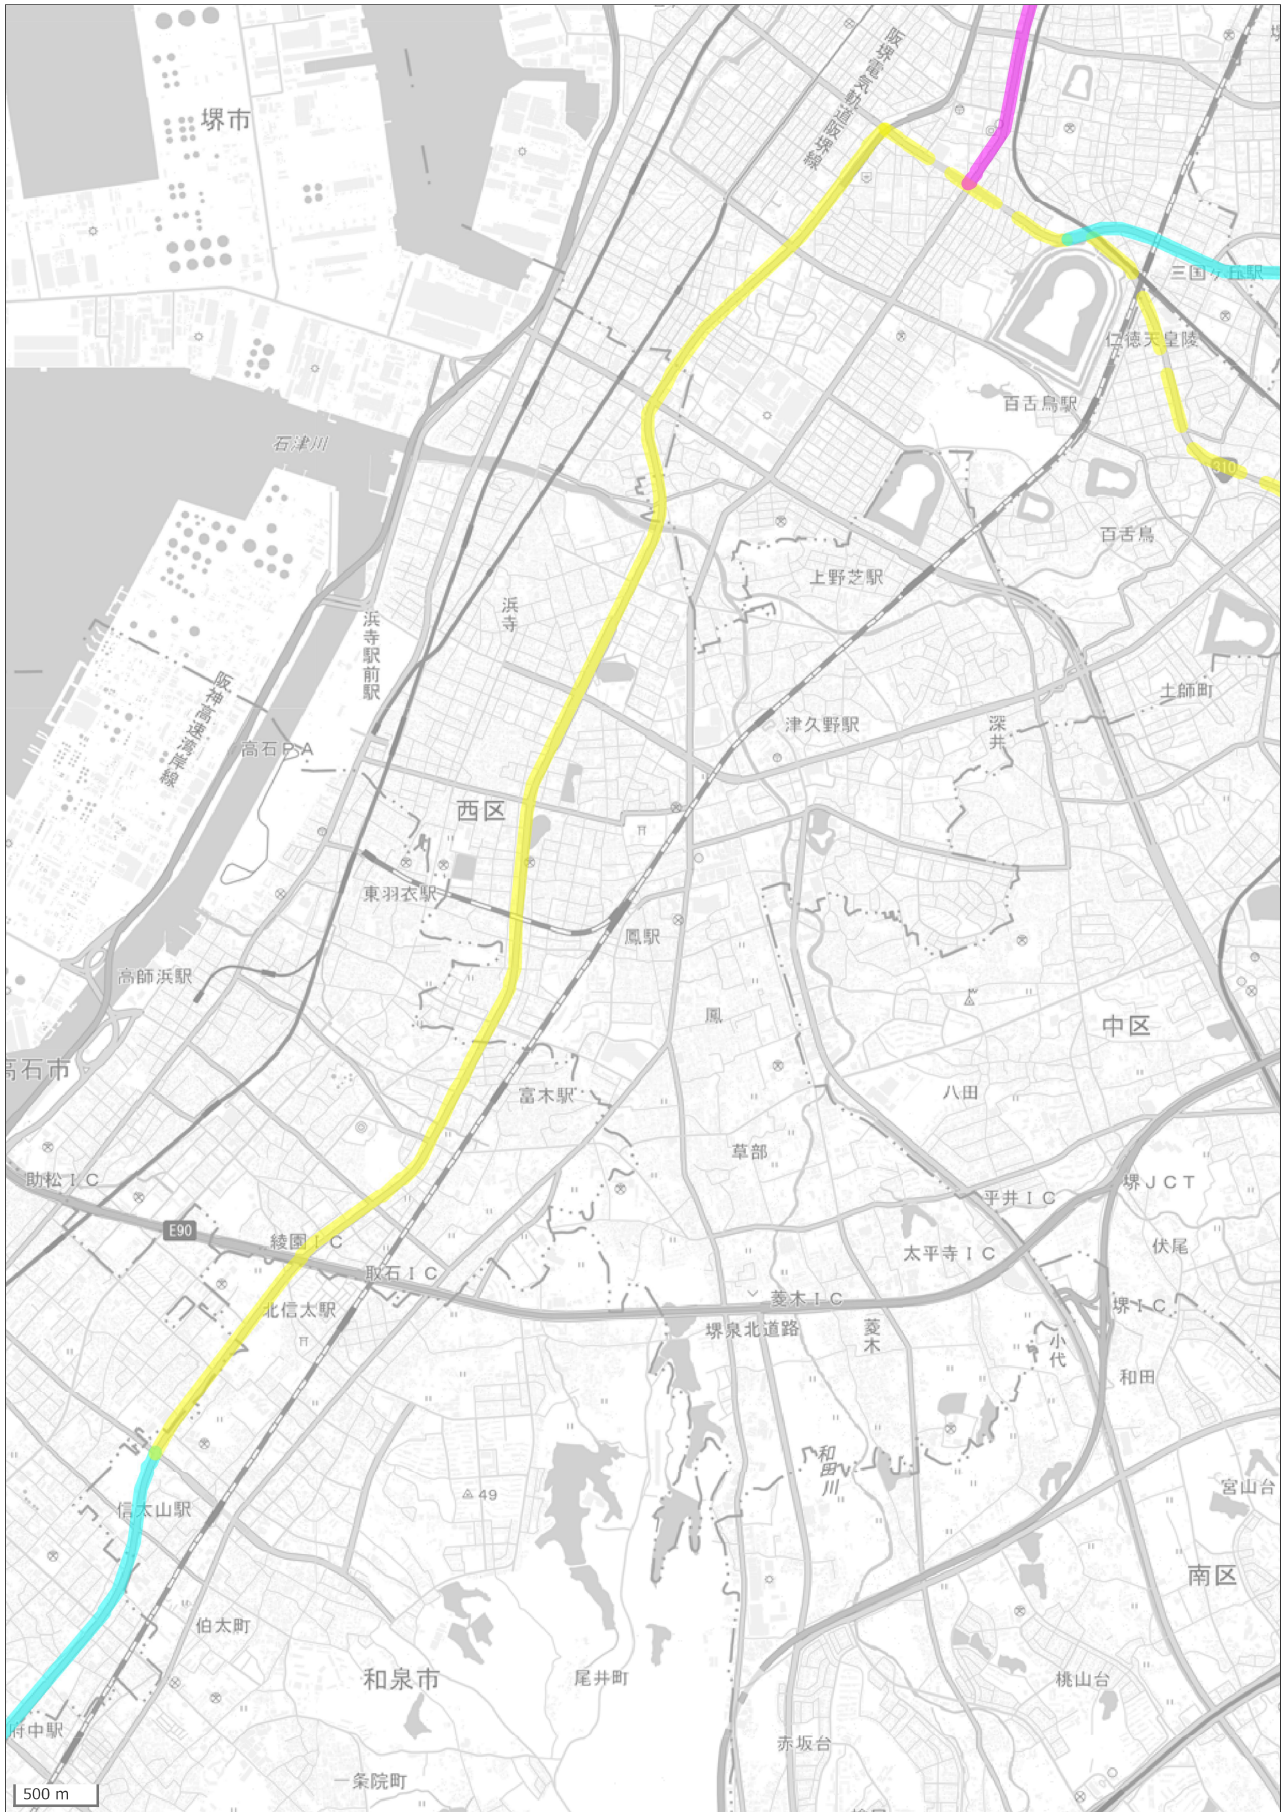 堺市
阪堺電気軌道阪堺線
三国ヶ丘駅
仁徳天皇陵
百舌鳥駅
石津川
310
百舌鳥
上野芝駅
浜寺
浜寺駅前駅
土師町
阪神高速湾岸線
高石PA
津久野駅
深井
西区
東羽衣駅
鳳駅
高師浜駅
鳳
中区
高石市
富木駅
八田
草部
助松IC
堺JCT
平井IC
E90
綾園IC
伏尾
太平寺IC
取石IC
北信太駅
菱木IC
堺IC
堺泉北道路
菱木
小代
和田
和田川
宮山台
49
信太山駅
南区
伯太町
和泉市
尾井町
桃山台
府中駅
赤坂台
一条院町
500 m